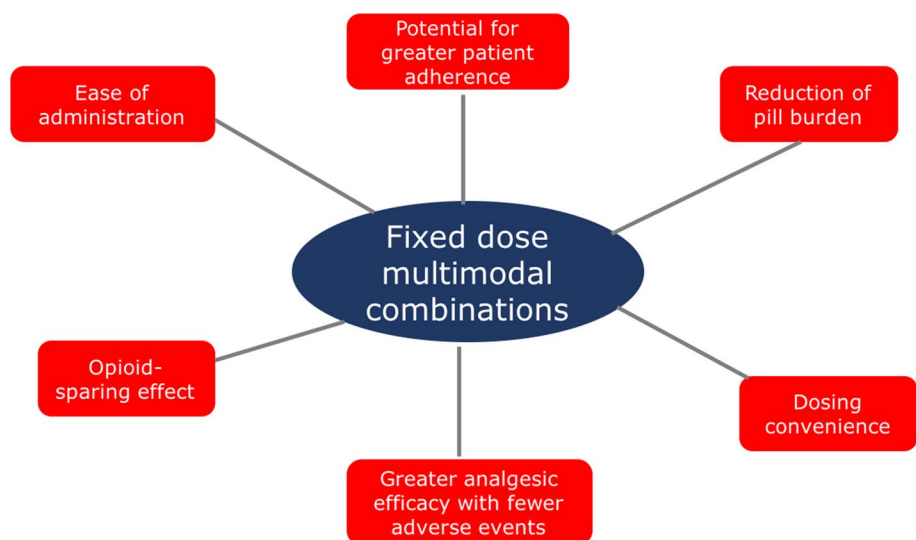 Potential for
greater patient
adherence
Ease of
administration
Reduction of
pill burden
Fixed dose
multimodal
combinations
Opioid-
sparing effect
Dosing
convenience
Greater analgesic
efficacy with fewer
adverse events